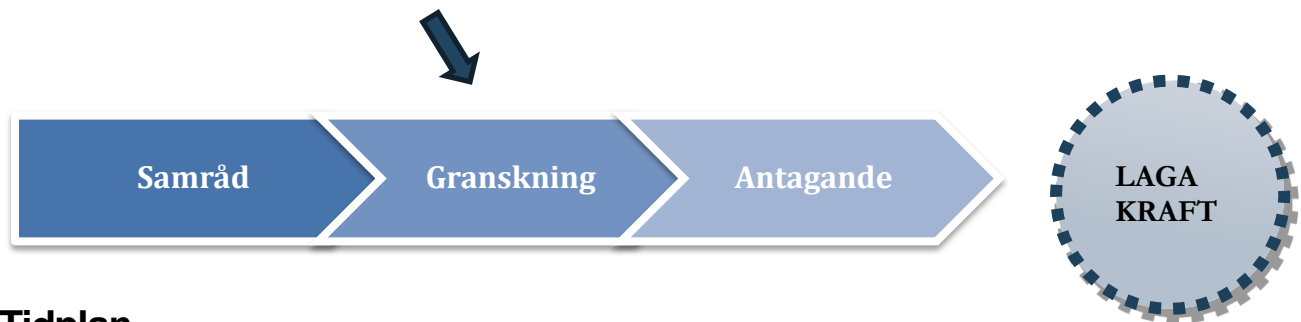 Samråd
Granskning
Antagande
LAGA
KRAFT
Tidplan